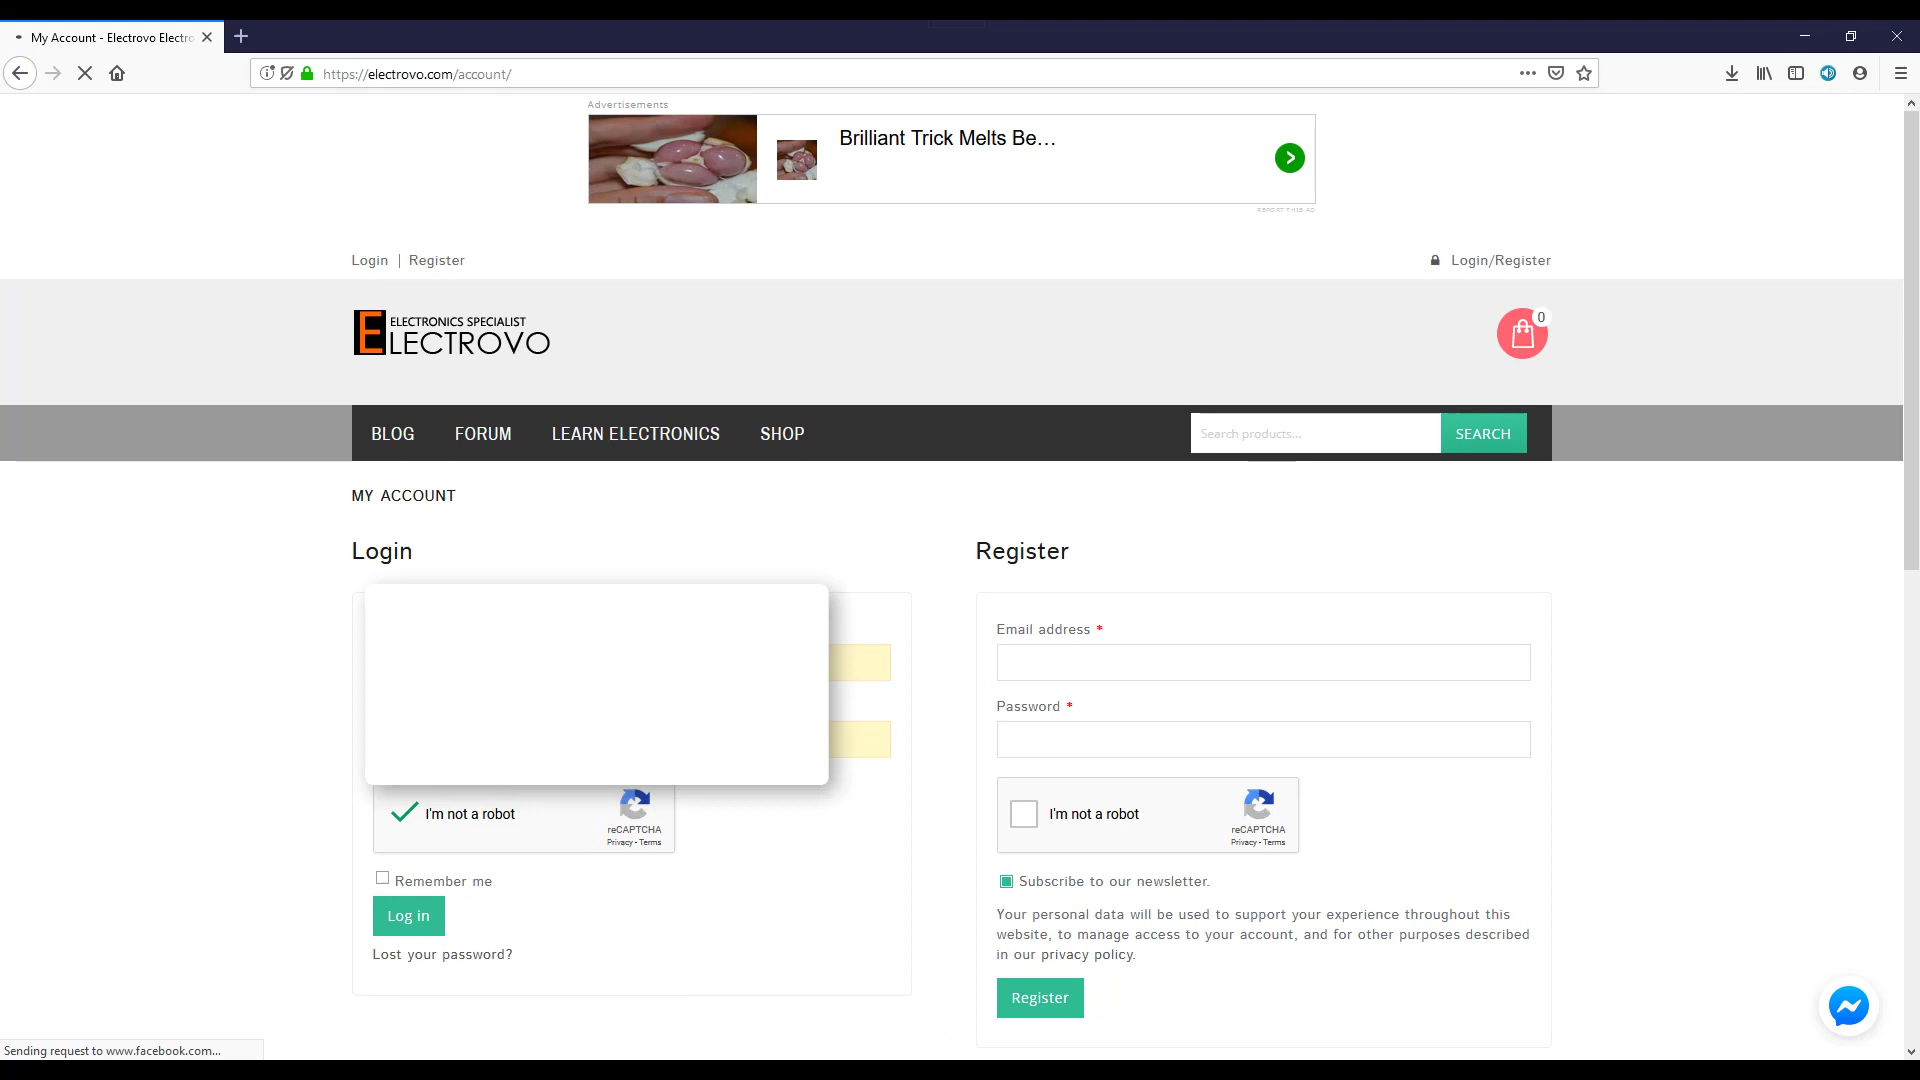 My Account - Electrovo Electro
https://electrovo.com/account/
Advertisements
Brilliant Trick Melts Be…
REPORT THIS AD
Login | Register
Login/Register
ELECTRONICS SPECIALIST
ELECTROVO
0
BLOG FORUM LEARN ELECTRONICS SHOP
Search products...
SEARCH
MY ACCOUNT
Login
I'm not a robot
reCAPTCHA
Privacy - Terms
Remember me
Log in
Lost your password?
Register
Email address *
Password *
I'm not a robot
reCAPTCHA
Privacy - Terms
Subscribe to our newsletter.
Your personal data will be used to support your experience throughout this
website, to manage access to your account, and for other purposes described
in our privacy policy.
Register
Sending request to www.facebook.com...